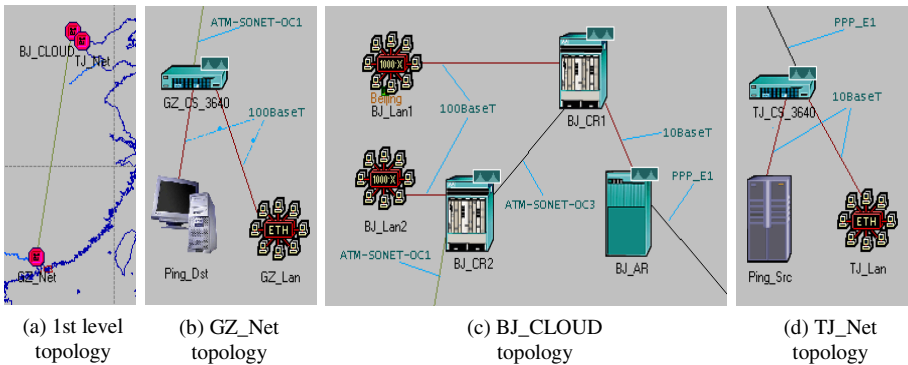 BJ_CLOUD
TJ_Net
GZ_Net
(a) 1st level
topology
ATM-SONET-OC1
GZ_CS_3640
100BaseT
Ping_Dst
ETH
GZ_Lan
(b) GZ_Net
topology
1000-X
Beijing
BJ_Lan1
100BaseT
BJ_CR1
10BaseT
1000-X
BJ_Lan2
PPP_E1
ATM-SONET-OC3
ATM-SONET-OC1
BJ_CR2
BJ_AR
(c) BJ_CLOUD
topology
PPP_E1
TJ_CS_3640
10BaseT
Ping_Src
ETH
TJ_Lan
(d) TJ_Net
topology